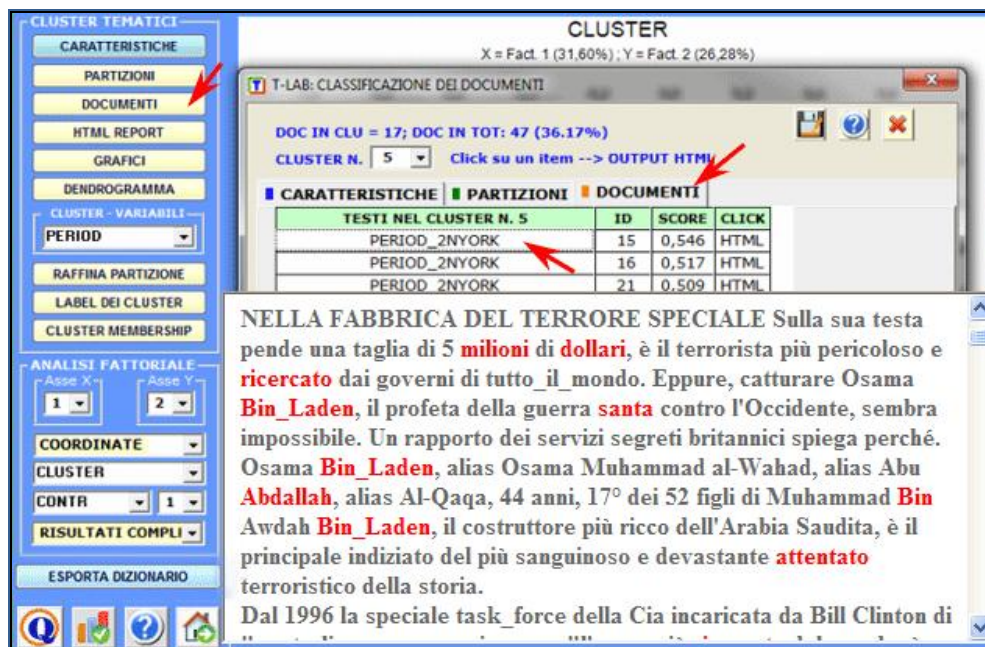 CLUSTER TEMATICI
CARATTERISTICHE
PARTIZIONI
DOCUMENTI
HTML REPORT
GRAFICI
DENDROGRAMMA
CLUSTER - VARIABILI
PERIOD
RAFFINA PARTIZIONE
LABEL DEI CLUSTER
CLUSTER MEMBERSHIP
ANALISI FATTORIALE
Asse X Asse Y
1 2
COORDINATE
CLUSTER
CONTR 1
RISULTATI COMPLI
ESPORTA DIZIONARIO
CLUSTER
X = Fact. 1 (31,60%) ; Y = Fact. 2 (26,28%)
T-LAB: CLASSIFICAZIONE DEI DOCUMENTI
DOC IN CLU = 17; DOC IN TOT: 47 (36.17%)
CLUSTER N. 5 Click su un item --> OUTPUT HTML
CARATTERISTICHE PARTIZIONI DOCUMENTI
TESTI NEL CLUSTER N. 5 ID SCORE CLICK
PERIOD_2NYORK 15 0,546 HTML
PERIOD_2NYORK 16 0,517 HTML
PERIOD_2NYORK 21 0,509 HTML
NELLA FABBRICA DEL TERRORE SPECIALE Sulla sua testa
pende una taglia di 5 milioni di dollari, è il terrorista più pericoloso e
ricercato dai governi di tutto_il_mondo. Eppure, catturare Osama
Bin_Laden, il profeta della guerra santa contro l'Occidente, sembra
impossibile. Un rapporto dei servizi segreti britannici spiega perché.
Osama Bin_Laden, alias Osama Muhammad al-Wahad, alias Abu
Abdallah, alias Al-Qaqa, 44 anni, 17° dei 52 figli di Muhammad Bin
Awdah Bin_Laden, il costruttore più ricco dell'Arabia Saudita, è il
principale indiziato del più sanguinoso e devastante attentato
terroristico della storia.
Dal 1996 la speciale task_force della Cia incaricata da Bill Clinton di